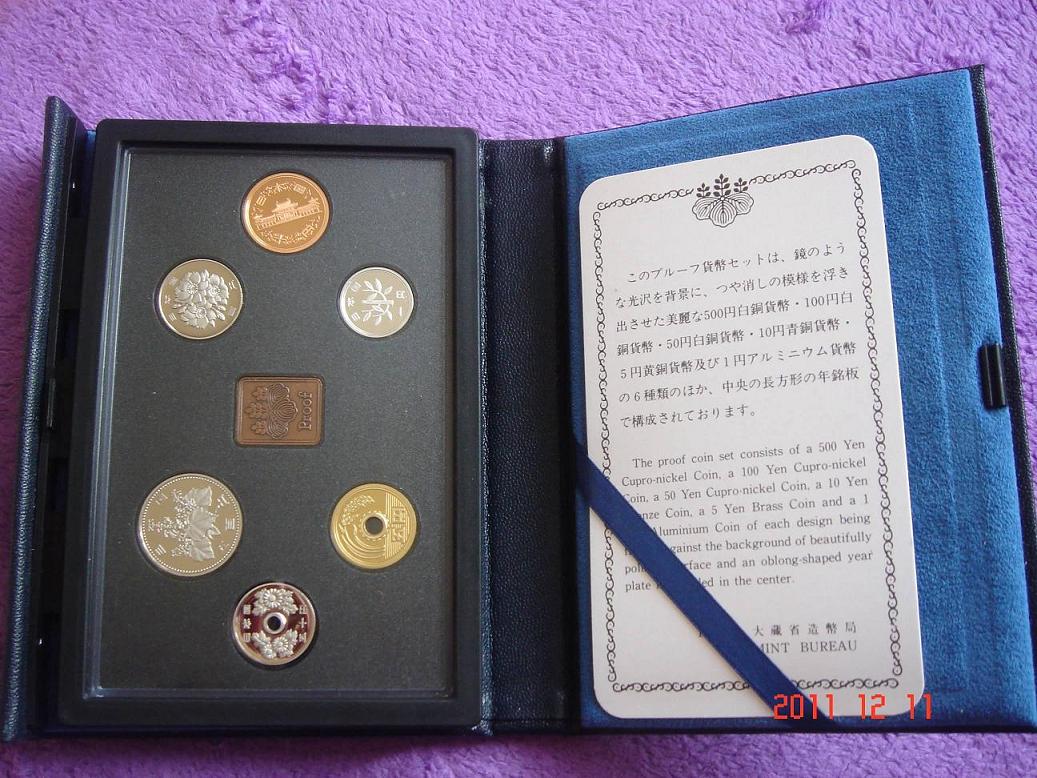 Proof
このプルーフ貨幣セットは、鏡のよう
な光沢を背景に、つや消しの模様を浮き
出させた美麗な500円白銅貨幣・100円白
銅貨幣・50円白銅貨幣・10円青銅貨幣・
5円黄銅貨幣及び1円アルミニウム貨幣
の6種類のほか、中央の長方形の年銘板
で構成されております。
The proof coin set consists of a 500 Yen
Cupro-nickel Coin, a 100 Yen Cupro-nickel
Coin, a 50 Yen Cupro-nickel Coin, a 10 Yen
Coin, a 5 Yen Brass Coin and a 1
Aluminium Coin of each design being
against the background of beautifully
face and an oblong-shaped year
plate in the center.
大蔵省造幣局
MINT BUREAU
2011 12 11